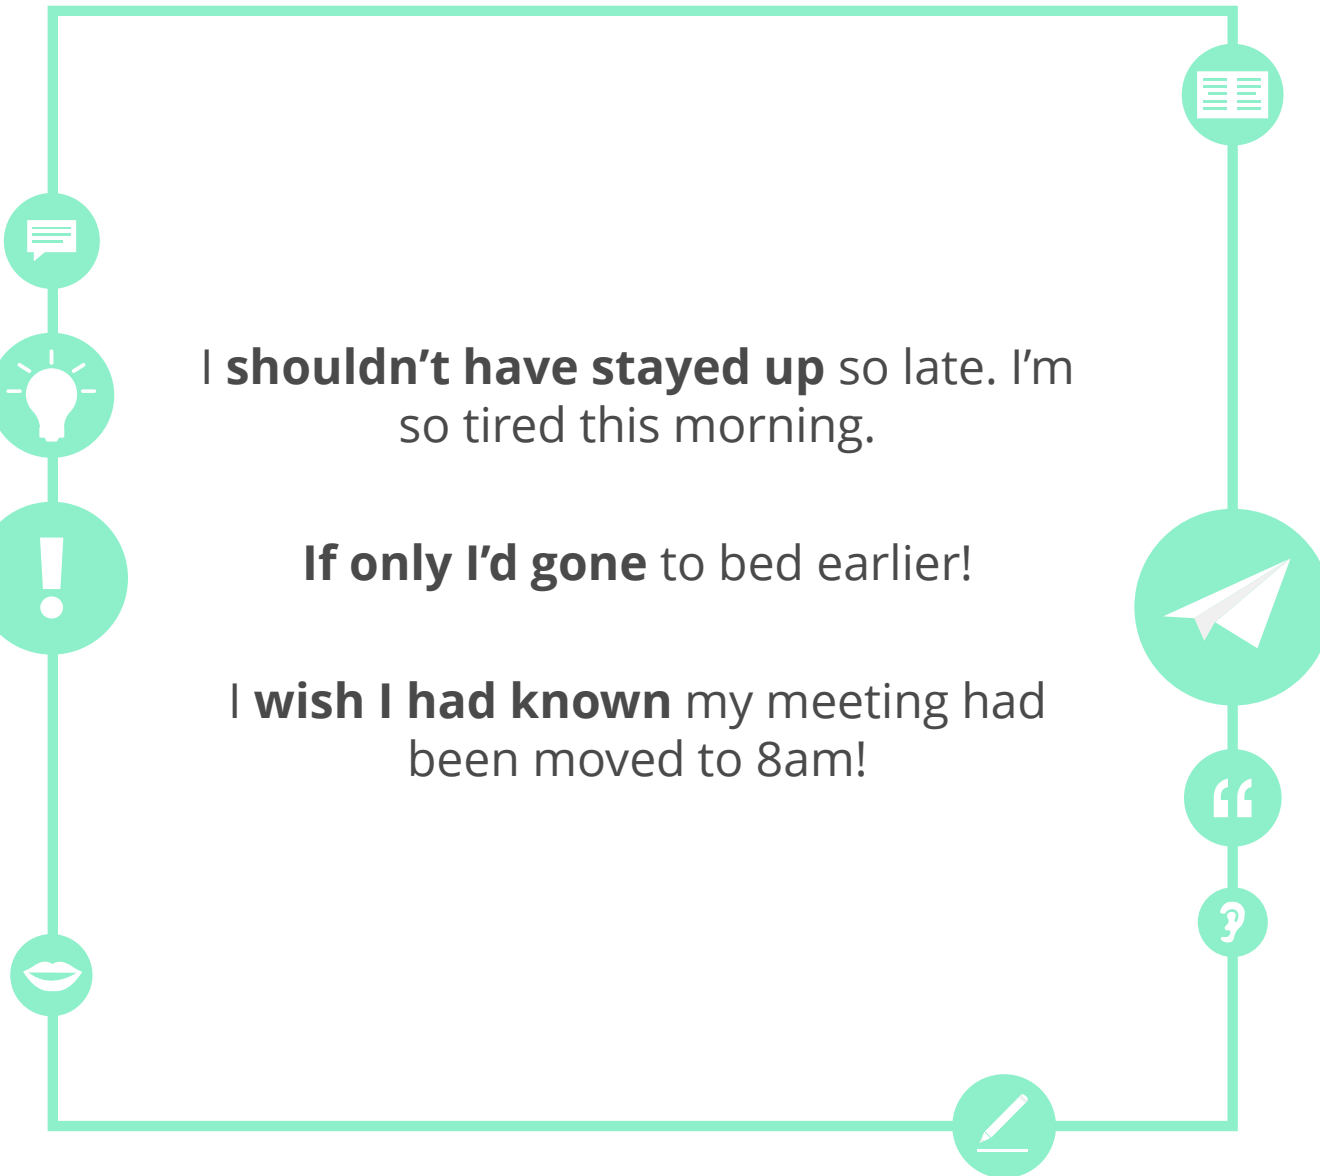 I shouldn’t have stayed up so late. I’m
so tired this morning.
If only I’d gone to bed earlier!
I wish I had known my meeting had
been moved to 8am!